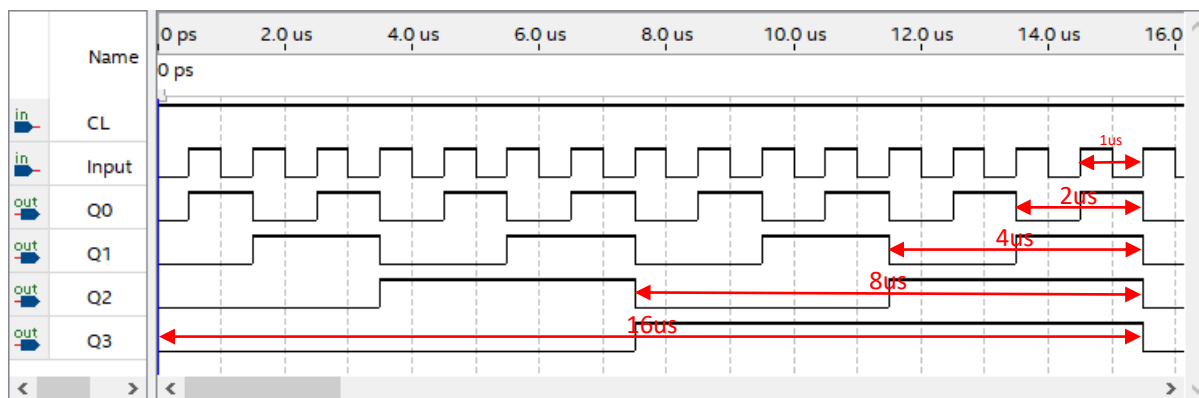 Name
0 ps 2.0 us 4.0 us 6.0 us 8.0 us 10.0 us 12.0 us 14.0 us 16.0
0 ps
in CL
in Input 1us
out Q0 2us
out Q1 4us
out Q2 8us
out Q3 16us